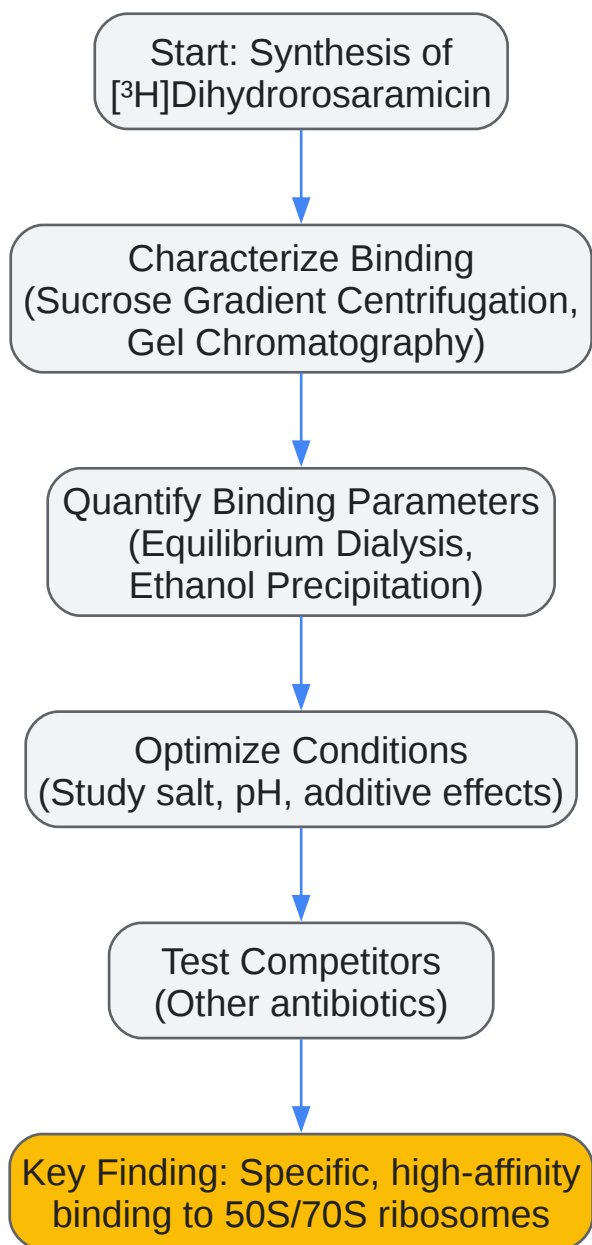 Start: Synthesis of
[³H]Dihydrorosaramicin
Characterize Binding
(Sucrose Gradient Centrifugation,
Gel Chromatography)
Quantify Binding Parameters
(Equilibrium Dialysis,
Ethanol Precipitation)
Optimize Conditions
(Study salt, pH, additive effects)
Test Competitors
(Other antibiotics)
Key Finding: Specific, high-affinity
binding to 50S/70S ribosomes